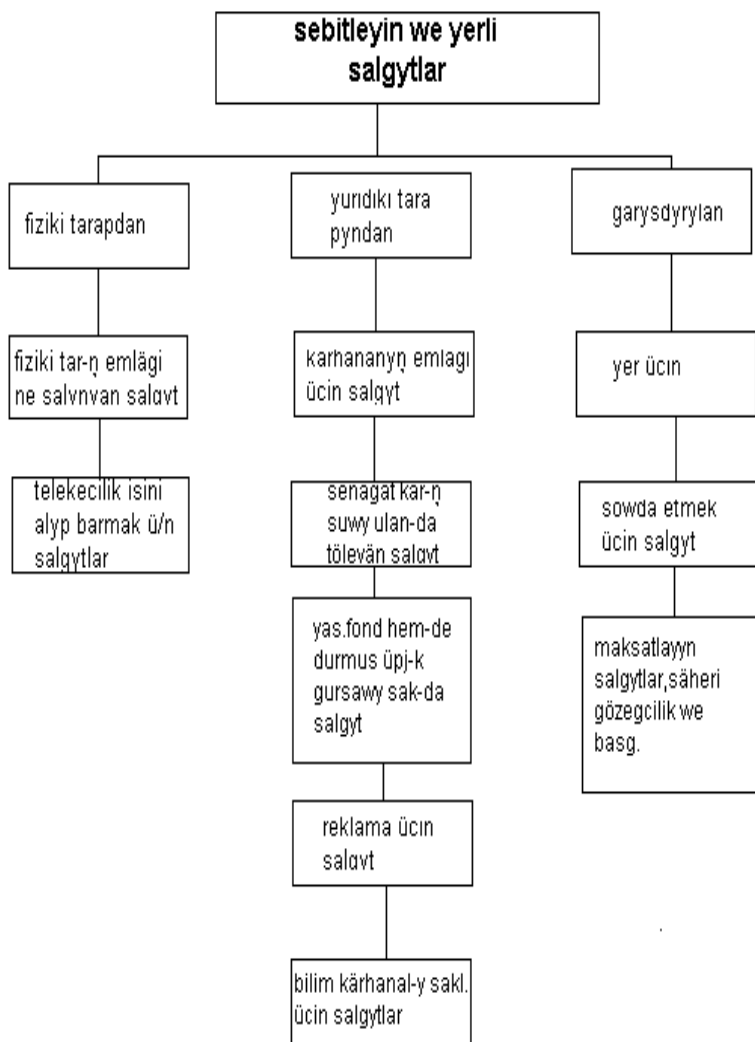 sebitleyin we yerli
salgytlar
fiziki tarapdan
fiziki tar-ņ emlägi
ne salynyan salgyt
telekecilik isini
alyp barmak ü/n
salgytlar
yuridiki tara
pyndan
karhananyņ emlagi
ücin salgyt
senagat kar-ņ
suwy ulan-da
töleyän salgyt
yas.fond hem-de
durmus üpj-k
gursawy sak-da
salgyt
reklama ücin
salgyt
bilim kärhanal-y sakl.
ücin salgytlar
garysdyrylan
yer ücin
sowda etmek
ücin salgyt
maksatlayyn
salgytlar,säheri
gözegcilik we
basg.